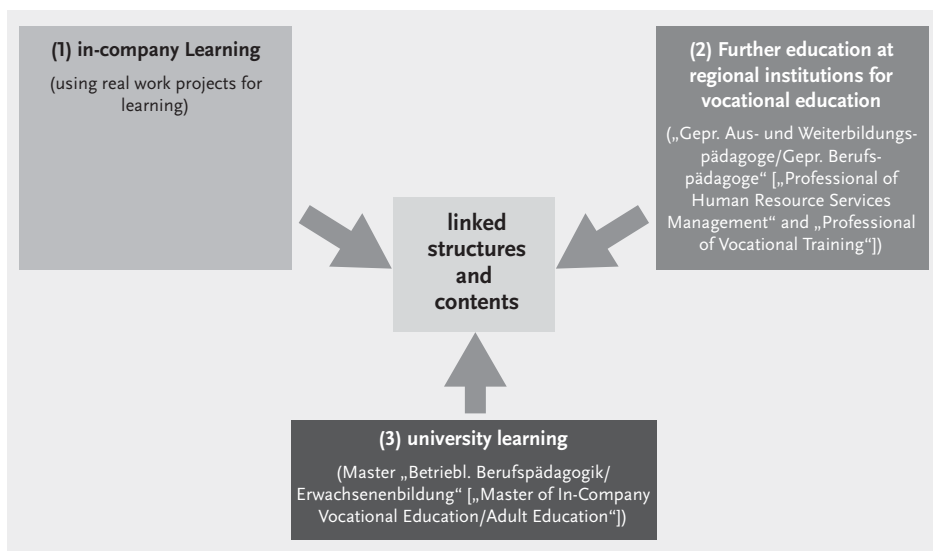 (1) in-company Learning
(using real work projects for
learning)
(2) Further education at
regional institutions for
vocational education
(„Gepr. Aus- und Weiterbildungs-
pädagoge/Gepr. Berufs-
pädagoge“ [„Professional of
Human Resource Services
Management“ and „Professional
of Vocational Training“])
linked
structures
and
contents
(3) university learning
(Master „Betriebl. Berufspädagogik/
Erwachsenenbildung“ [„Master of In-Company
Vocational Education/Adult Education“])